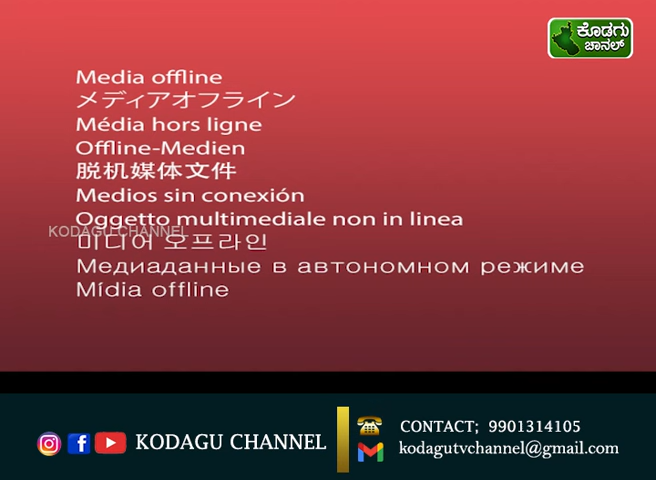 ಕೊಡಗು
ಚಾನಲ್
Media offline
メディアオフライン
Média hors ligne
Offline-Medien
脱机媒体文件
Medios sin conexión
Oggetto multimediale non in linea
KODAGU CHANNEL
미디어 오프라인
Медиаданные в автономном режиме
Mídia offline
KODAGU CHANNEL
CONTACT; 9901314105
kodagutvchannel@gmail.com